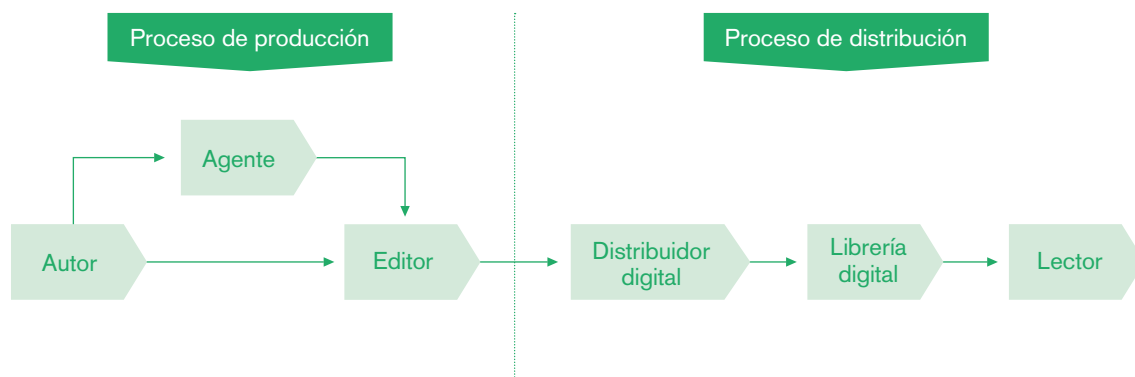 Proceso de producción
Proceso de distribución
Agente
Autor
Editor
Distribuidor
digital
Librería
digital
Lector